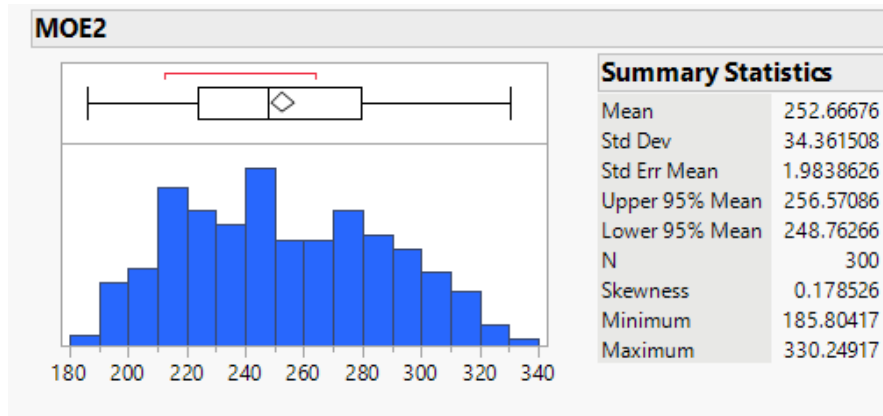 MOE2
180 200 220 240 260 280 300 320 340
Summary Statistics
Mean 252.66676
Std Dev 34.361508
Std Err Mean 1.9838626
Upper 95% Mean 256.57086
Lower 95% Mean 248.76266
N 300
Skewness 0.178526
Minimum 185.80417
Maximum 330.24917